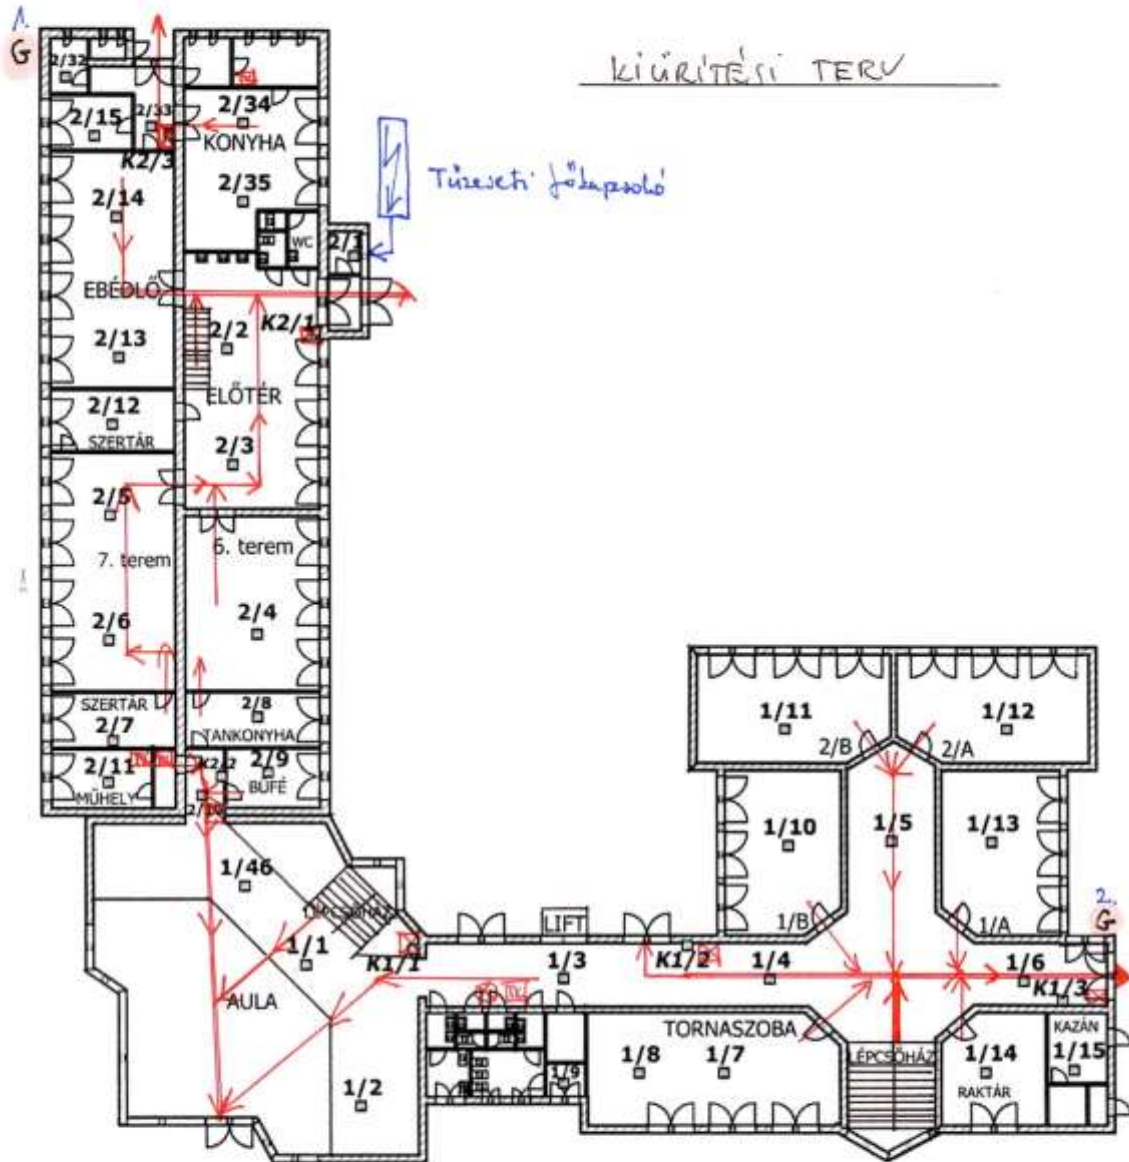 1.
G
KIÜRÍTÉSI TERV
2/32
2/15
2/33
2/34
KONYHA
K2/3
Tűzeseti főkapcsoló
2/14
2/35
WC
2/1
EBÉDLŐ
2/2
K2/1
2/13
ELŐTÉR
2/12
SZERTÁR
2/3
2/5
7. terem
6. terem
2/6
2/4
SZERTÁR
2/7
2/8
TANKONYHA
2/11
MŰHELY
K2/2
2/9
BÜFÉ
2/10
1/11
1/12
2/B
2/A
1/10
1/5
1/13
1/46
LÉPCSŐHÁZ
1/B
1/A
2.
G
LIFT
1/1
K1/1
1/3
K1/2
1/4
1/6
K1/3
AULA
TORNASZOBA
KAZÁN
1/2
1/9
1/8
1/7
LÉPCSŐHÁZ
1/14
RAKTÁR
1/15